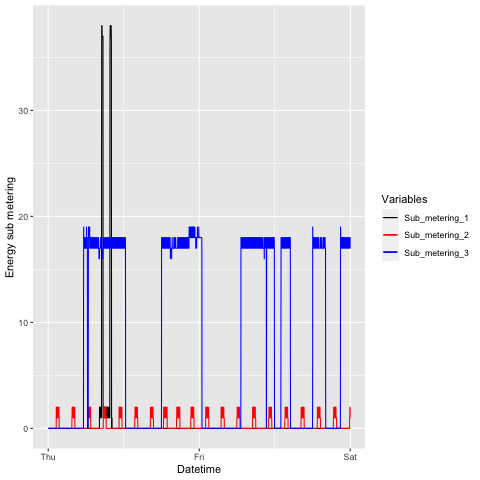 Energy sub metering
30
20
10
0
Thu
Fri
Sat
Datetime
Variables
Sub_metering_1
Sub_metering_2
Sub_metering_3